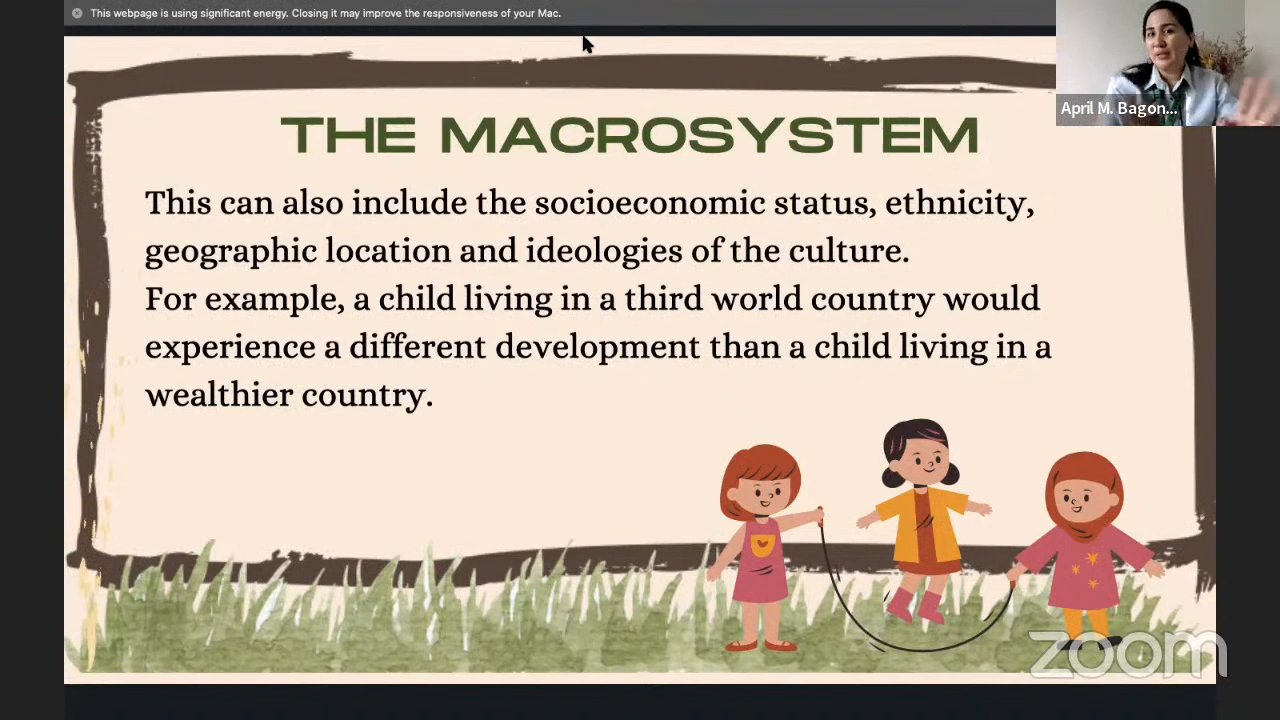 This webpage is using significant energy. Closing it may improve the responsiveness of your Mac.
April M. Bagon...
THE MACROSYSTEM
This can also include the socioeconomic status, ethnicity,
geographic location and ideologies of the culture.
For example, a child living in a third world country would
experience a different development than a child living in a
wealthier country.
zoom